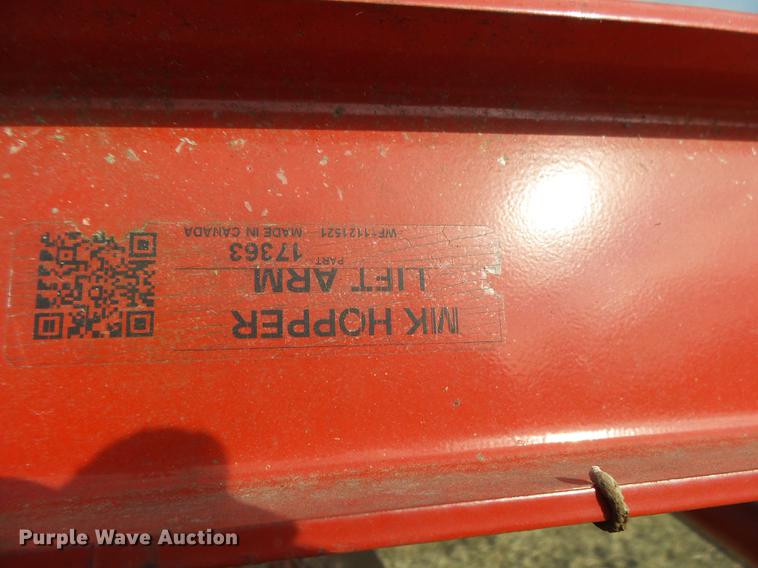 MK HOPPER
LIFT ARM
PART
17363
WF11121521
MADE IN CANADA
Purple Wave Auction